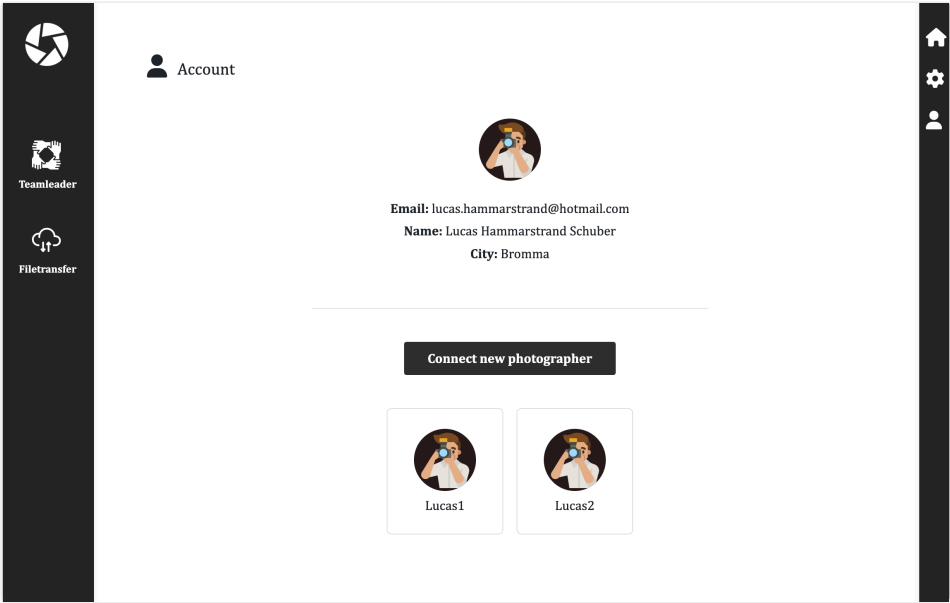 Account
Teamleader
Filetransfer
Email: lucas.hammarstrand@hotmail.com
Name: Lucas Hammarstrand Schuber
City: Bromma
Connect new photographer
Lucas1
Lucas2